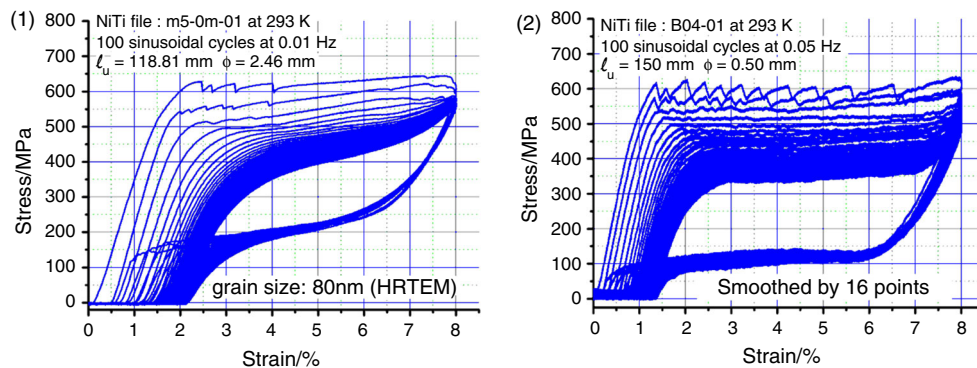 (1)
NiTi file : m5-0m-01 at 293 K
100 sinusoidal cycles at 0.01 Hz
ℓu = 118.81 mm ϕ = 2.46 mm
800
700
600
500
400
300
200
100
0
Stress/MPa
grain size: 80nm (HRTEM)
0 1 2 3 4 5 6 7 8
Strain/%
(2)
NiTi file : B04-01 at 293 K
100 sinusoidal cycles at 0.05 Hz
ℓu = 150 mm ϕ = 0.50 mm
800
700
600
500
400
300
200
100
0
Stress/MPa
Smoothed by 16 points
0 1 2 3 4 5 6 7 8
Strain/%